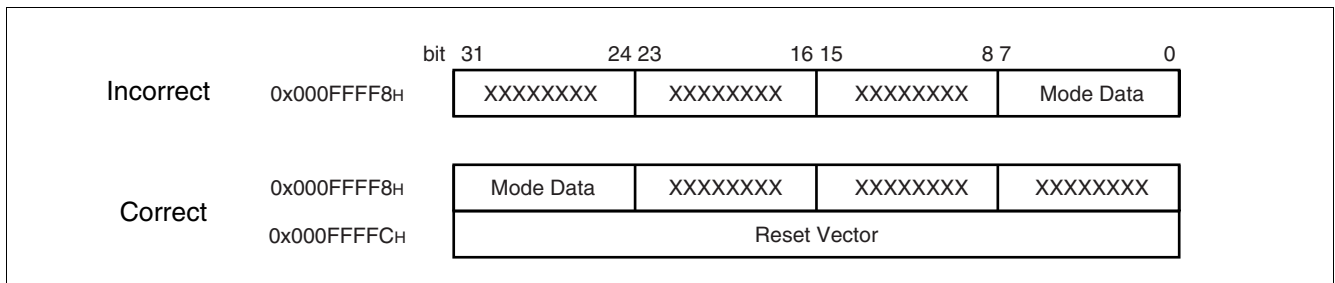 bit 31 24 23 16 15 8 7 0
Incorrect 0x000FFFF8H XXXXXXXX XXXXXXXX XXXXXXXX Mode Data
0x000FFFF8H Mode Data XXXXXXXX XXXXXXXX XXXXXXXX
Correct
0x000FFFFCH Reset Vector